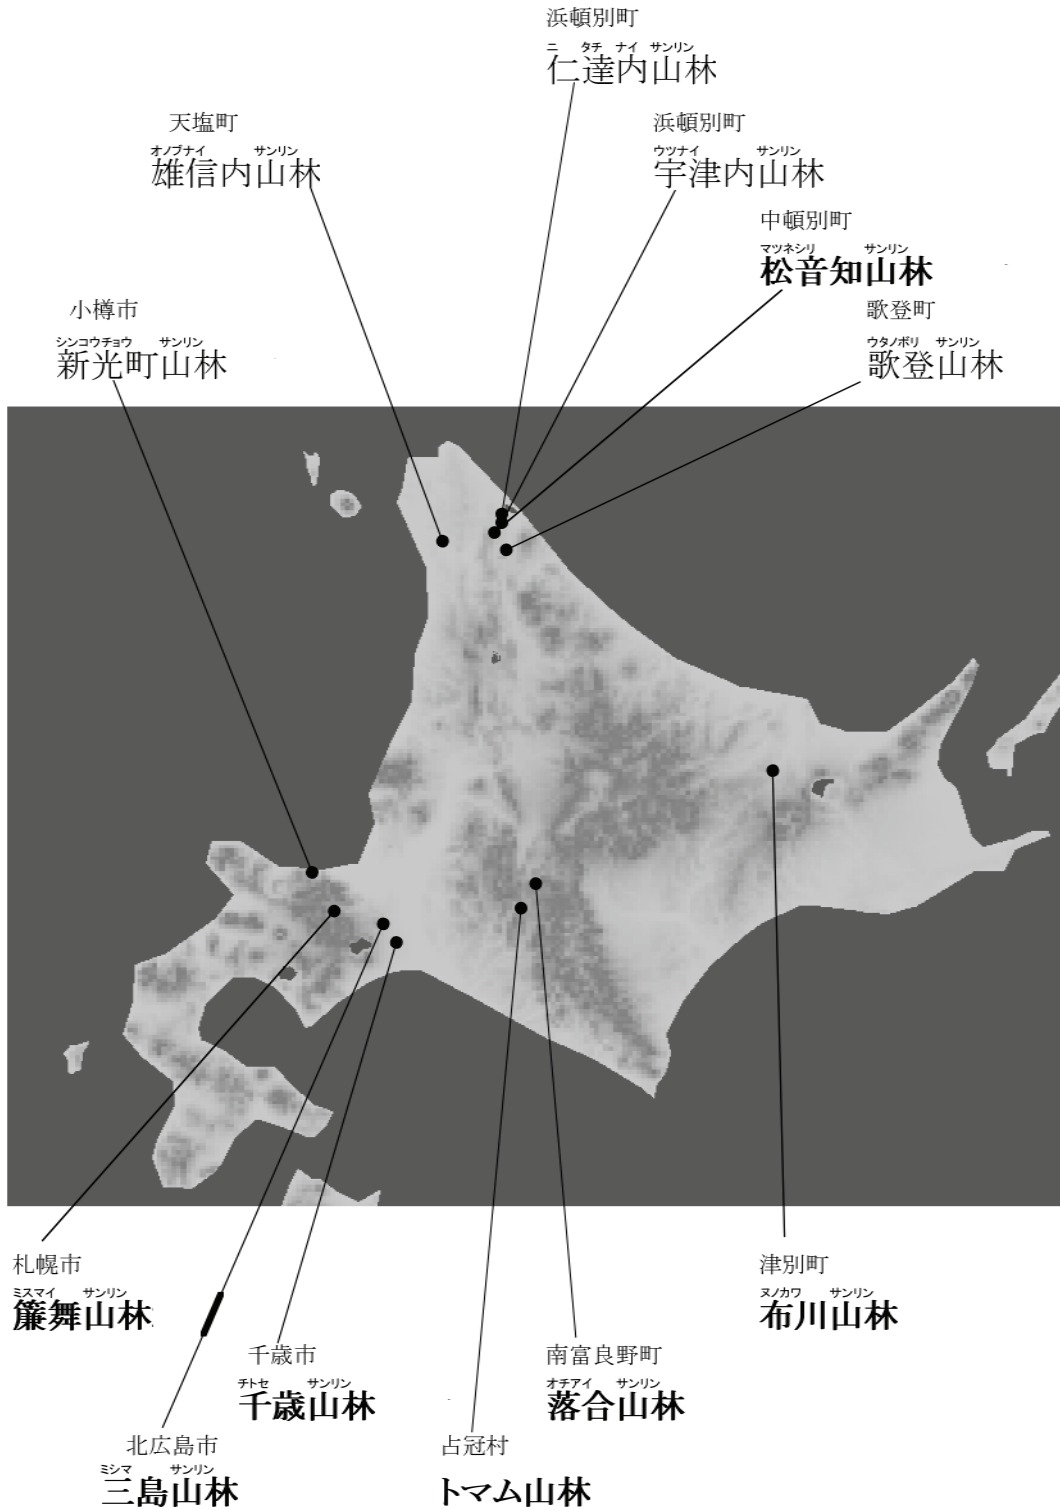 浜頓別町
ニ タチ ナイ サンリン
仁達内山林
天塩町
オノブナイ サンリン
雄信内山林
浜頓別町
ウツナイ サンリン
宇津内山林
中頓別町
マツネシリ サンリン
松音知山林
小樽市
シンコウチョウ サンリン
新光町山林
歌登町
ウタノボリ サンリン
歌登山林
札幌市
ミスマイ サンリン
簾舞山林
千歳市
チトセ サンリン
千歳山林
北広島市
ミシマ サンリン
三島山林
占冠村
トマム山林
南富良野町
オチアイ サンリン
落合山林
津別町
ヌノカワ サンリン
布川山林